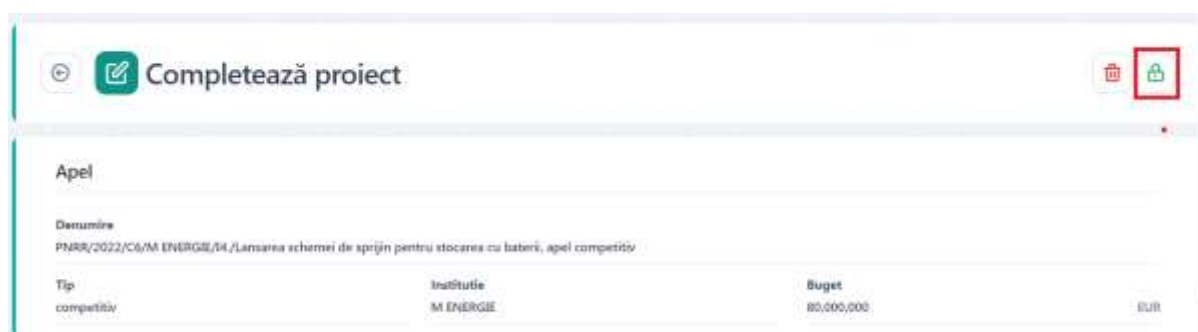 Completează proiect
Apel
Denumire
PNRR/2022/C6/M ENERGIE/I4./Lansarea schemei de sprijin pentru stocarea cu baterii, apel competitiv
Tip Institutie Buget
competitiv M ENERGIE 80,000,000 EUR